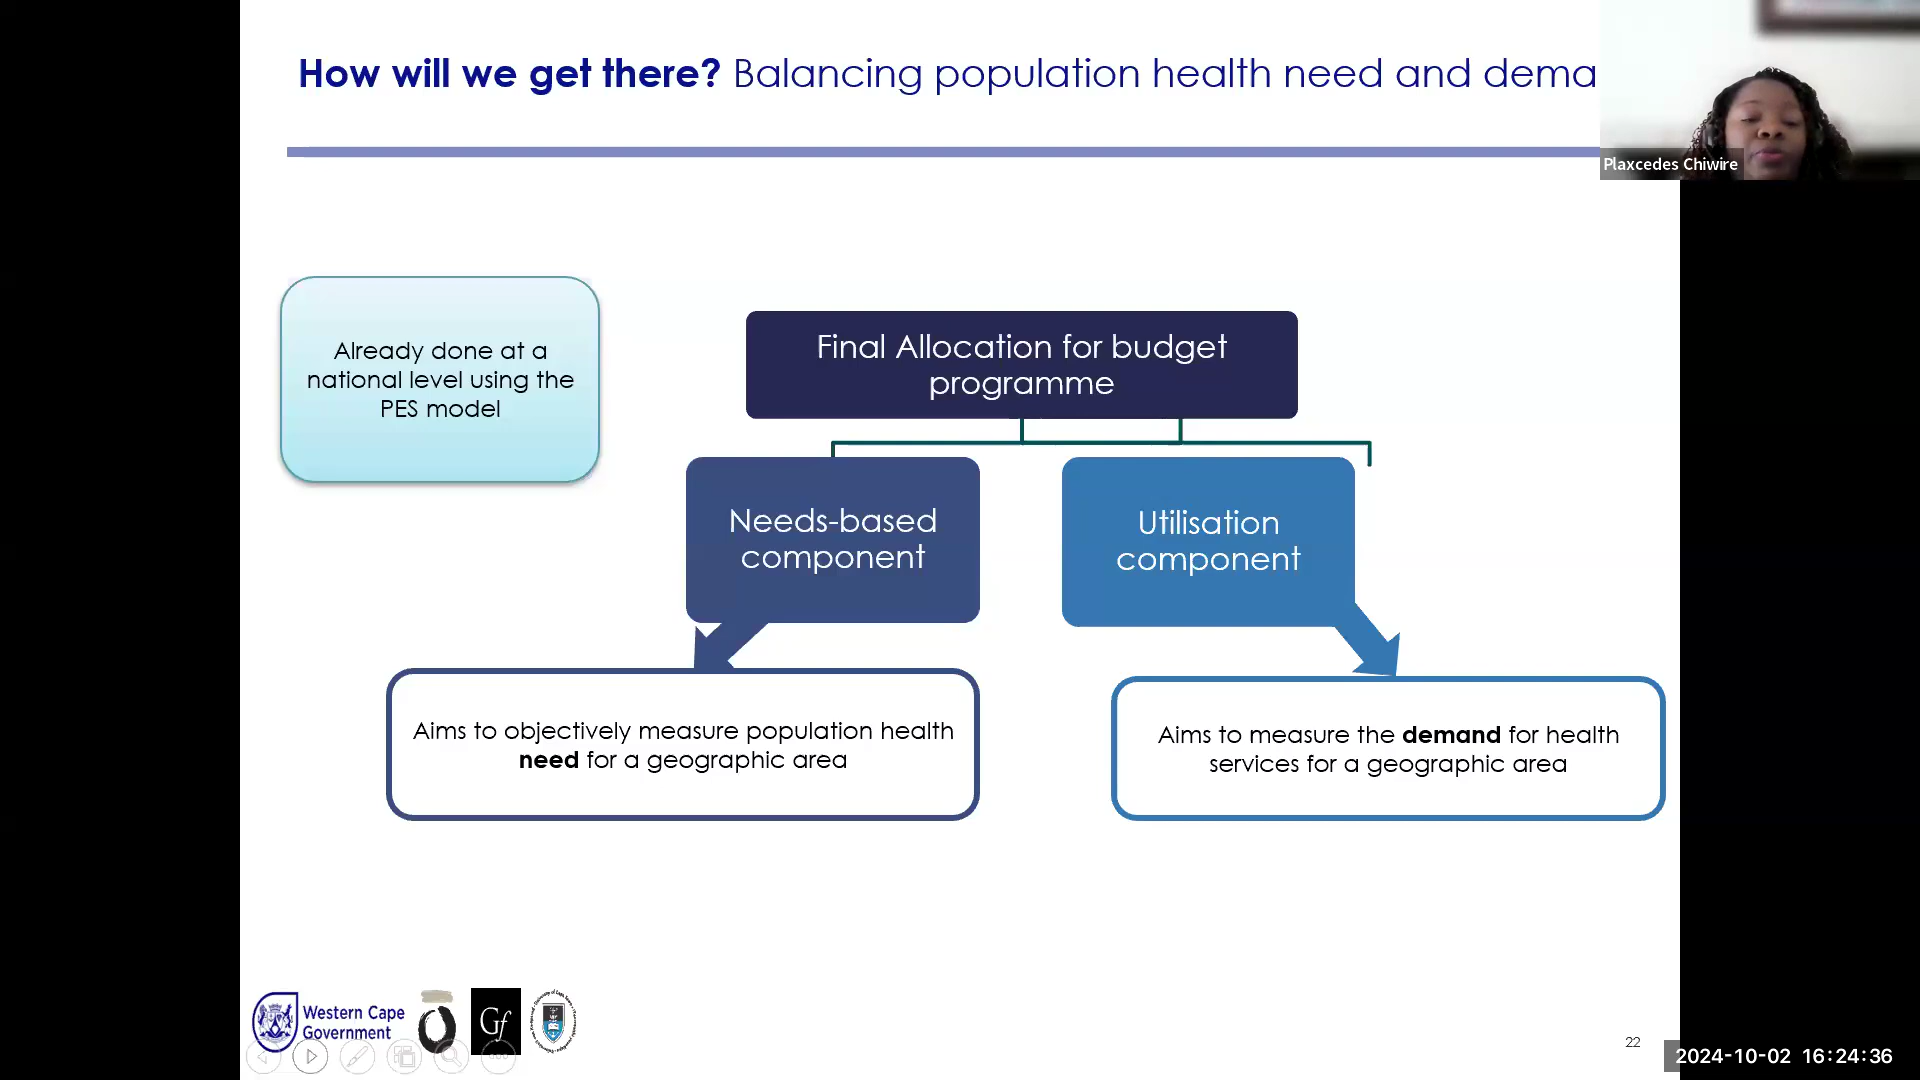 How will we get there? Balancing population health need and dema
Plaxcedes Chiwire
Already done at a
national level using the
PES model
Final Allocation for budget
programme
Needs-based
component
Utilisation
component
Aims to objectively measure population health
need for a geographic area
Aims to measure the demand for health
services for a geographic area
Western Cape
Government
Gf
22
2024-10-02 16:24:36